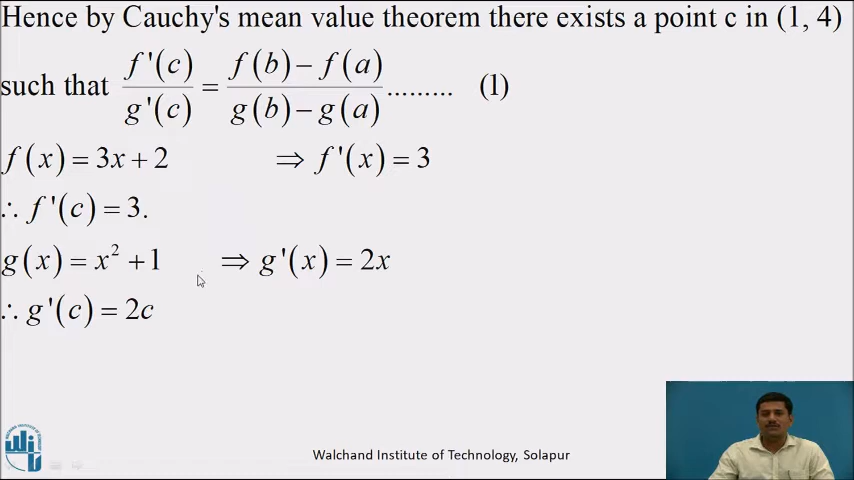 Hence by Cauchy's mean value theorem there exists a point c in (1, 4)
such that f'(c)/g'(c) = f(b)−f(a)/g(b)−g(a) ......... (1)
f(x) = 3x + 2 ⇒ f'(x) = 3
∴ f'(c) = 3.
g(x) = x² + 1 ⇒ g'(x) = 2x
∴ g'(c) = 2c
Walchand Institute of Technology, Solapur